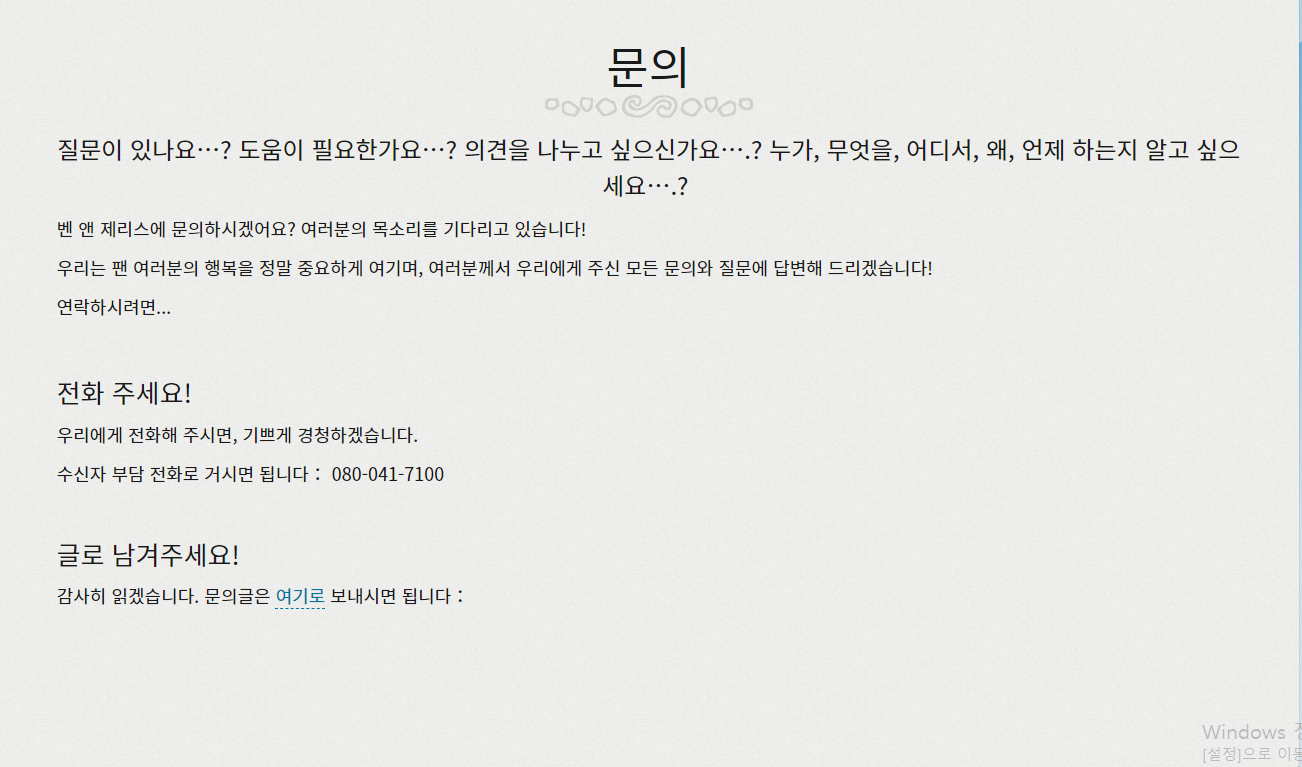 문의
질문이 있나요…? 도움이 필요한가요…? 의견을 나누고 싶으신가요….? 누가, 무엇을, 어디서, 왜, 언제 하는지 알고 싶으
세요….?
벤 앤 제리스에 문의하시겠어요? 여러분의 목소리를 기다리고 있습니다!
우리는 팬 여러분의 행복을 정말 중요하게 여기며, 여러분께서 우리에게 주신 모든 문의와 질문에 답변해 드리겠습니다!
연락하시려면...
전화 주세요!
우리에게 전화해 주시면, 기쁘게 경청하겠습니다.
수신자 부담 전화로 거시면 됩니다 : 080-041-7100
글로 남겨주세요!
감사히 읽겠습니다. 문의글은 여기로 보내시면 됩니다 :
Windows
[설정]으로